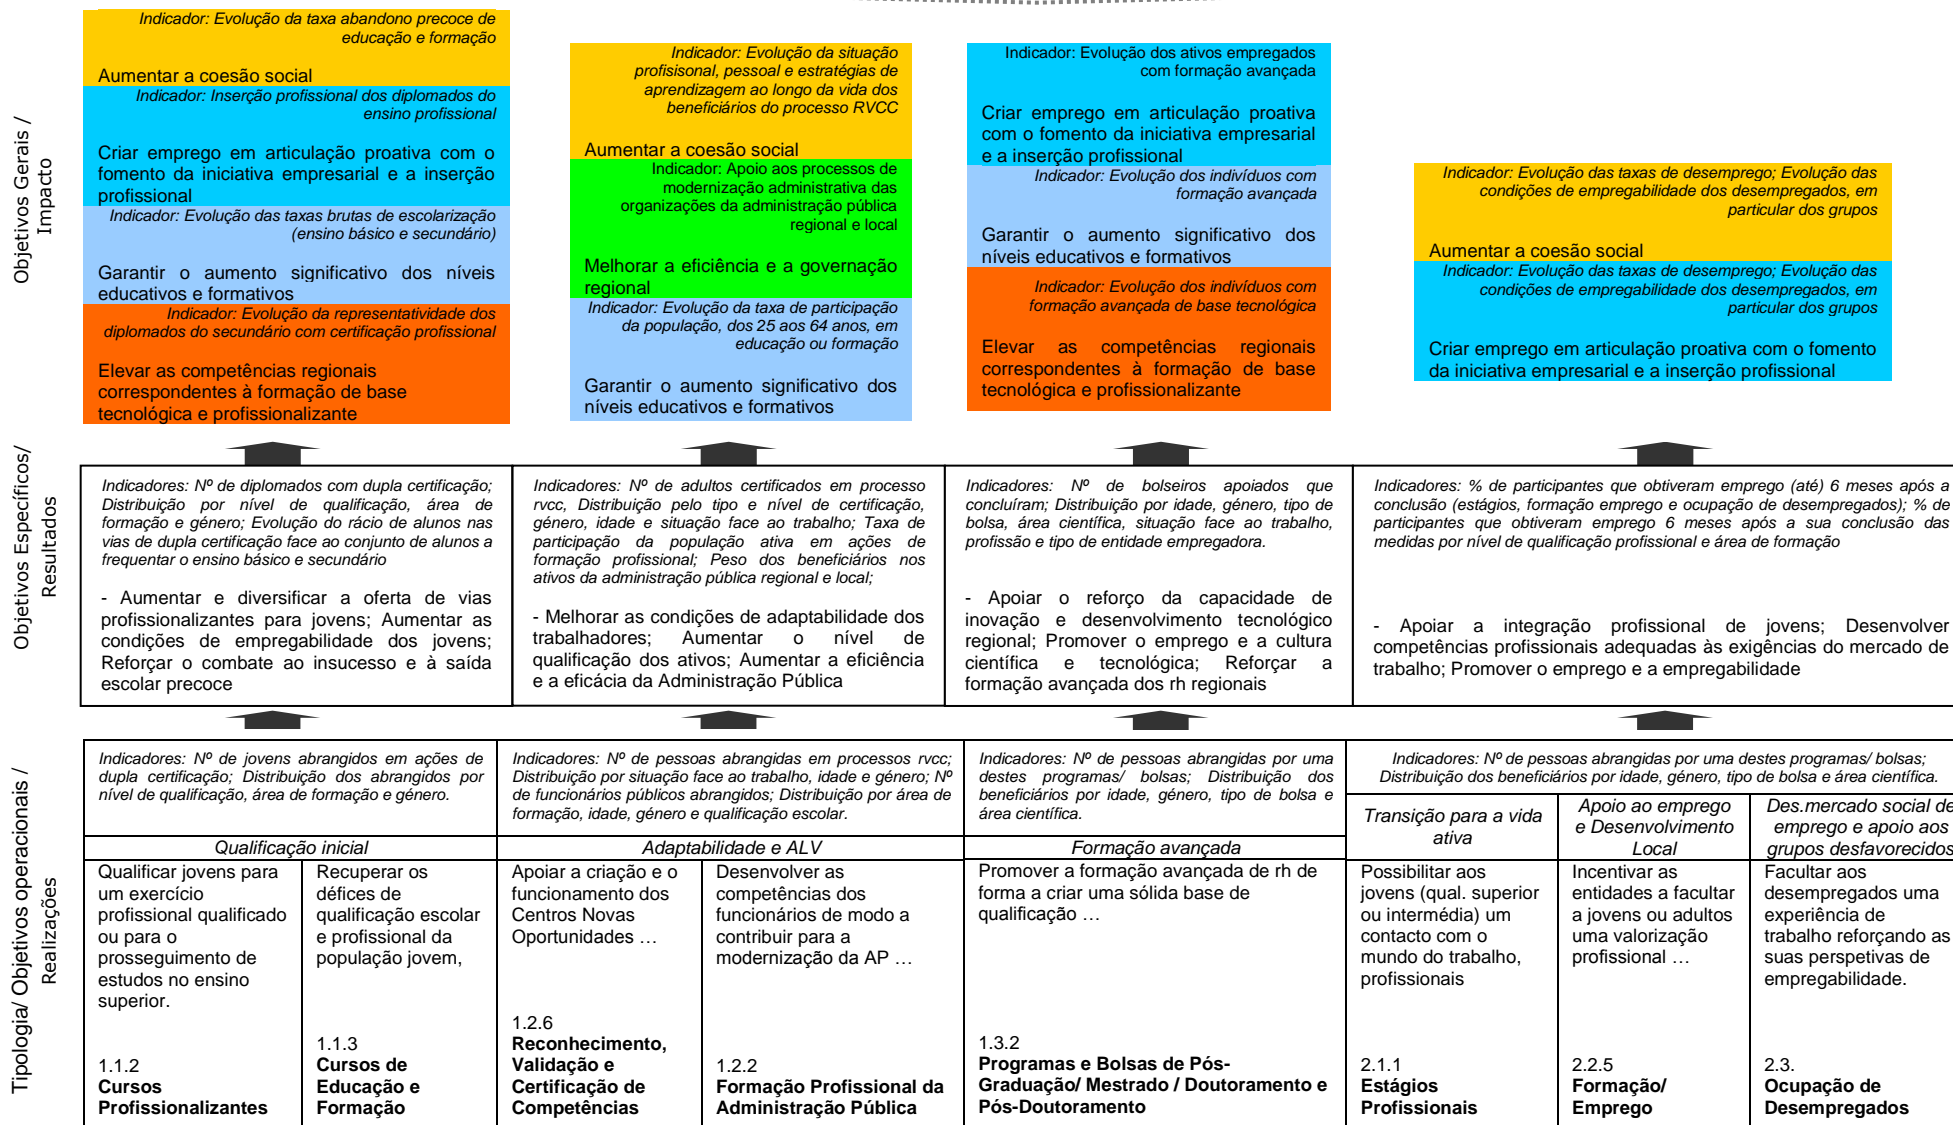 Objetivos Gerais /
Impacto
Indicador: Evolução da taxa abandono precoce de
educação e formação
Aumentar a coesão social
Indicador: Inserção profissional dos diplomados do
ensino profissional
Criar emprego em articulação proativa com o
fomento da iniciativa empresarial e a inserção
profissional
Indicador: Evolução das taxas brutas de escolarização
(ensino básico e secundário)
Garantir o aumento significativo dos níveis
educativos e formativos
Indicador: Evolução da representatividade dos
diplomados do secundário com certificação profissional
Elevar as competências regionais
correspondentes à formação de base
tecnológica e profissionalizante
Indicador: Evolução da situação
profisisonal, pessoal e estratégias de
aprendizagem ao longo da vida dos
beneficiários do processo RVCC
Aumentar a coesão social
Indicador: Apoio aos processos de
modernização administrativa das
organizações da administração pública
regional e local
Melhorar a eficiência e a governação
regional
Indicador: Evolução da taxa de participação
da população, dos 25 aos 64 anos, em
educação ou formação
Garantir o aumento significativo dos
níveis educativos e formativos
Indicador: Evolução dos ativos empregados
com formação avançada
Criar emprego em articulação proativa
com o fomento da iniciativa empresarial
e a inserção profissional
Indicador: Evolução dos indivíduos com
formação avançada
Garantir o aumento significativo dos
níveis educativos e formativos
Indicador: Evolução dos indivíduos com
formação avançada de base tecnológica
Elevar as competências regionais
correspondentes à formação de base
tecnológica e profissionalizante
Indicador: Evolução das taxas de desemprego; Evolução das
condições de empregabilidade dos desempregados, em
particular dos grupos
Aumentar a coesão social
Indicador: Evolução das taxas de desemprego; Evolução das
condições de empregabilidade dos desempregados, em
particular dos grupos
Criar emprego em articulação proativa com o fomento
da iniciativa empresarial e a inserção profissional
Objetivos Específicos/
Resultados
Indicadores: Nº de diplomados com dupla certificação;
Distribuição por nível de qualificação, área de
formação e género; Evolução do rácio de alunos nas
vias de dupla certificação face ao conjunto de alunos a
frequentar o ensino básico e secundário
- Aumentar e diversificar a oferta de vias
profissionalizantes para jovens; Aumentar as
condições de empregabilidade dos jovens;
Reforçar o combate ao insucesso e à saída
escolar precoce
Indicadores: Nº de adultos certificados em processo
rvcc, Distribuição pelo tipo e nível de certificação,
género, idade e situação face ao trabalho; Taxa de
participação da população ativa em ações de
formação profissional; Peso dos beneficiários nos
ativos da administração pública regional e local;
- Melhorar as condições de adaptabilidade dos
trabalhadores; Aumentar o nível de
qualificação dos ativos; Aumentar a eficiência
e a eficácia da Administração Pública
Indicadores: Nº de bolseiros apoiados que
concluíram; Distribuição por idade, género, tipo de
bolsa, área científica, situação face ao trabalho,
profissão e tipo de entidade empregadora.
- Apoiar o reforço da capacidade de
inovação e desenvolvimento tecnológico
regional; Promover o emprego e a cultura
científica e tecnológica; Reforçar a
formação avançada dos rh regionais
Indicadores: % de participantes que obtiveram emprego (até) 6 meses após a
conclusão (estágios, formação emprego e ocupação de desempregados); % de
participantes que obtiveram emprego 6 meses após a sua conclusão das
medidas por nível de qualificação profissional e área de formação
- Apoiar a integração profissional de jovens; Desenvolver
competências profissionais adequadas às exigências do mercado de
trabalho; Promover o emprego e a empregabilidade
Tipologia/ Objetivos operacionais /
Realizações
Indicadores: Nº de jovens abrangidos em ações de
dupla certificação; Distribuição dos abrangidos por
nível de qualificação, área de formação e género.
Qualificação inicial
Qualificar jovens para
um exercício
profissional qualificado
ou para o
prosseguimento de
estudos no ensino
superior.
1.1.2
Cursos
Profissionalizantes
Recuperar os
défices de
qualificação escolar
e profissional da
população jovem,
1.1.3
Cursos de
Educação e
Formação
Indicadores: Nº de pessoas abrangidas em processos rvcc;
Distribuição por situação face ao trabalho, idade e género; Nº
de funcionários públicos abrangidos; Distribuição por área de
formação, idade, género e qualificação escolar.
Adaptabilidade e ALV
Apoiar a criação e o
funcionamento dos
Centros Novas
Oportunidades …
1.2.6
Reconhecimento,
Validação e
Certificação de
Competências
Desenvolver as
competências dos
funcionários de modo a
contribuir para a
modernização da AP …
1.2.2
Formação Profissional da
Administração Pública
Indicadores: Nº de pessoas abrangidas por uma
destes programas/ bolsas; Distribuição dos
beneficiários por idade, género, tipo de bolsa e
área científica.
Formação avançada
Promover a formação avançada de rh de
forma a criar uma sólida base de
qualificação …
1.3.2
Programas e Bolsas de Pós-
Graduação/ Mestrado / Doutoramento e
Pós-Doutoramento
Indicadores: Nº de pessoas abrangidas por uma destes programas/ bolsas;
Distribuição dos beneficiários por idade, género, tipo de bolsa e área científica.
Transição para a vida
ativa
Possibilitar aos
jovens (qual. superior
ou intermédia) um
contacto com o
mundo do trabalho,
profissionais
2.1.1
Estágios
Profissionais
Apoio ao emprego
e Desenvolvimento
Local
Incentivar as
entidades a facultar
a jovens ou adultos
uma valorização
profissional …
2.2.5
Formação/
Emprego
Des.mercado social de
emprego e apoio aos
grupos desfavorecidos
Facultar aos
desempregados uma
experiência de
trabalho reforçando as
suas perspetivas de
empregabilidade.
2.3.
Ocupação de
Desempregados